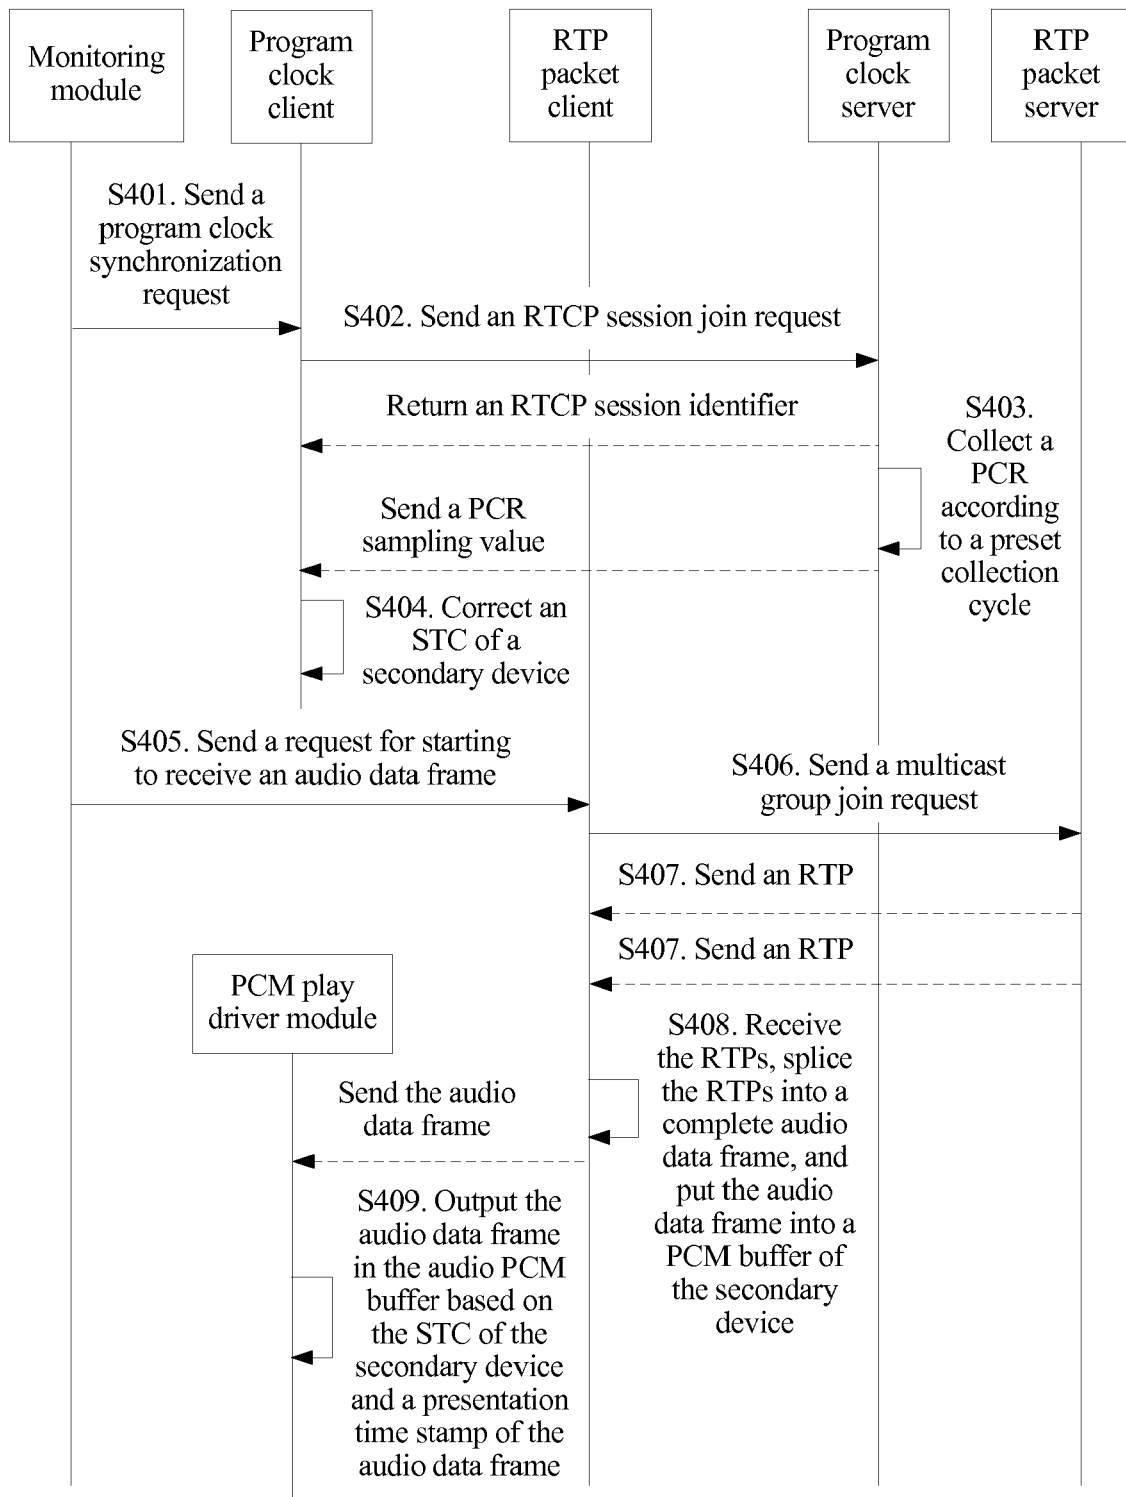 Monitoring
module
Program
clock
client
RTP
packet
client
Program
clock
server
RTP
packet
server
S401. Send a
program clock
synchronization
request
S402. Send an RTCP session join request
Return an RTCP session identifier
S403.
Collect a
PCR
according
to a preset
collection
cycle
Send a PCR
sampling value
S404. Correct an
STC of a
secondary device
S405. Send a request for starting
to receive an audio data frame
S406. Send a multicast
group join request
S407. Send an RTP
S407. Send an RTP
PCM play
driver module
S408. Receive
the RTPs, splice
the RTPs into a
complete audio
data frame, and
put the audio
data frame into a
PCM buffer of
the secondary
device
Send the audio
data frame
S409. Output the
audio data frame
in the audio PCM
buffer based on
the STC of the
secondary device
and a presentation
time stamp of the
audio data frame